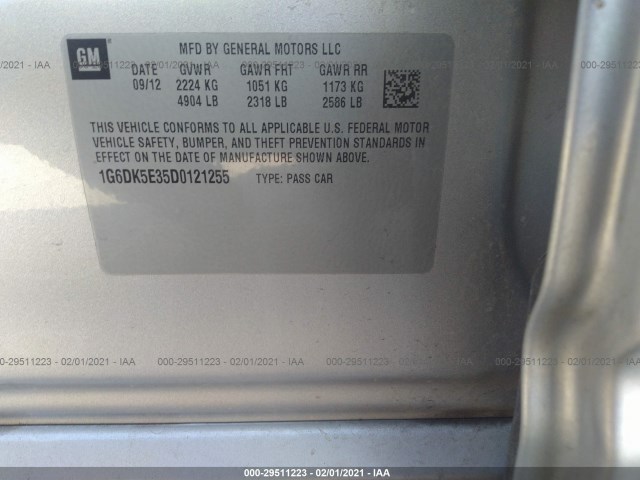 GM
MFD BY GENERAL MOTORS LLC
DATE GVWR GAWR FRT GAWR RR
09/12 2224 KG 1051 KG 1173 KG
4904 LB 2318 LB 2586 LB
THIS VEHICLE CONFORMS TO ALL APPLICABLE U.S. FEDERAL MOTOR
VEHICLE SAFETY, BUMPER, AND THEFT PREVENTION STANDARDS IN
EFFECT ON THE DATE OF MANUFACTURE SHOWN ABOVE.
1G6DK5E35D0121255 TYPE: PASS CAR
000-29511223 - 02/01/2021 - IAA